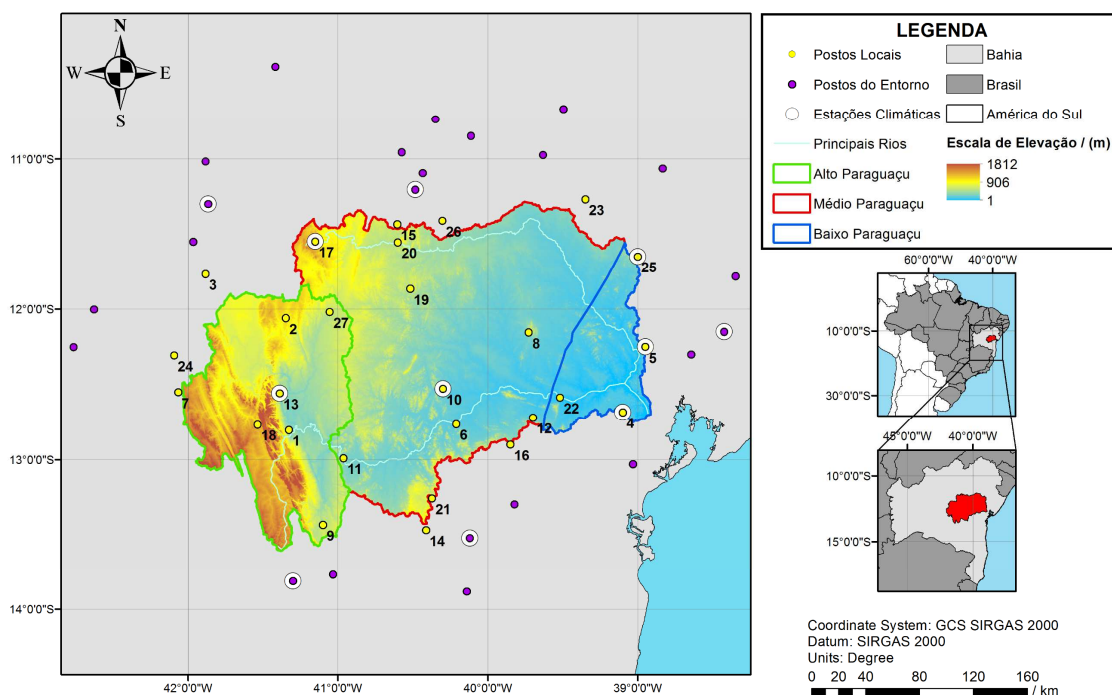 N
W E
S
11°0'0"S
12°0'0"S
13°0'0"S
14°0'0"S
42°0'0"W 41°0'0"W 40°0'0"W 39°0'0"W
23
15
26
17
20
25
3
19
2
27
8
5
24
7
13
10
22
18
1
6
12
4
16
11
21
9
14
LEGENDA
Postos Locais
Postos do Entorno
Estações Climáticas
Principais Rios
Alto Paraguaçu
Médio Paraguaçu
Baixo Paraguaçu
Bahia
Brasil
América do Sul
Escala de Elevação / (m)
1812
906
1
60°0'0"W 40°0'0"W
10°0'0"S
30°0'0"S
45°0'0"W 40°0'0"W
10°0'0"S
15°0'0"S
Coordinate System: GCS SIRGAS 2000
Datum: SIRGAS 2000
Units: Degree
0 20 40 80 120 160
/ km